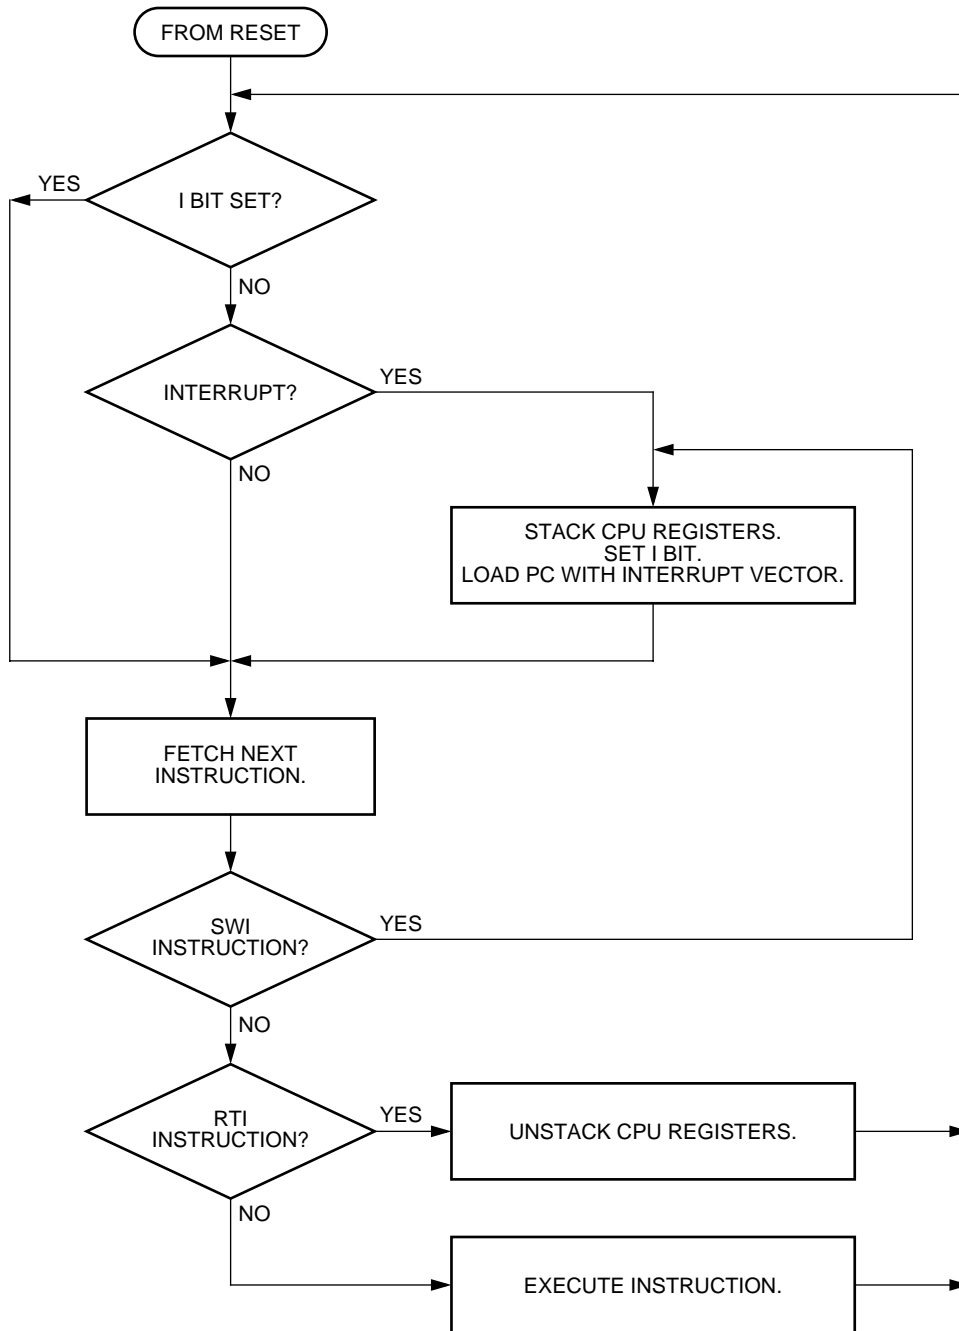 FROM RESET
YES
I BIT SET?
NO
INTERRUPT?
YES
NO
STACK CPU REGISTERS.
SET I BIT.
LOAD PC WITH INTERRUPT VECTOR.
FETCH NEXT
INSTRUCTION.
SWI
INSTRUCTION?
YES
NO
RTI
INSTRUCTION?
YES
UNSTACK CPU REGISTERS.
NO
EXECUTE INSTRUCTION.